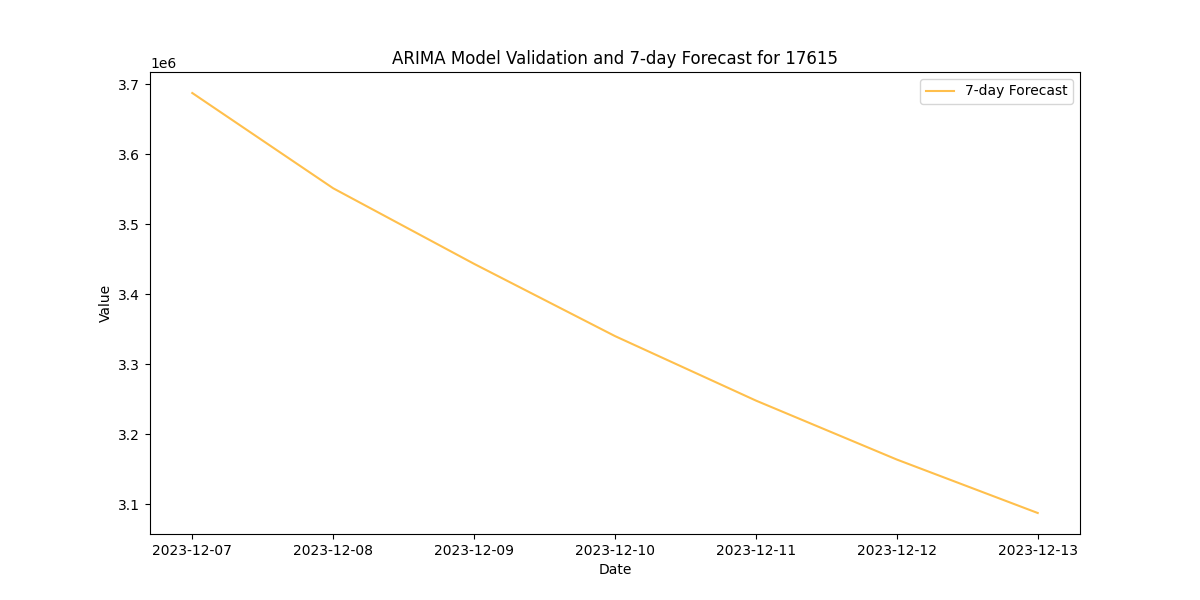 ARIMA Model Validation and 7-day Forecast for 17615
1e6
7-day Forecast
3.7
3.6
3.5
3.4
3.3
3.2
3.1
Value
2023-12-07 2023-12-08 2023-12-09 2023-12-10 2023-12-11 2023-12-12 2023-12-13
Date